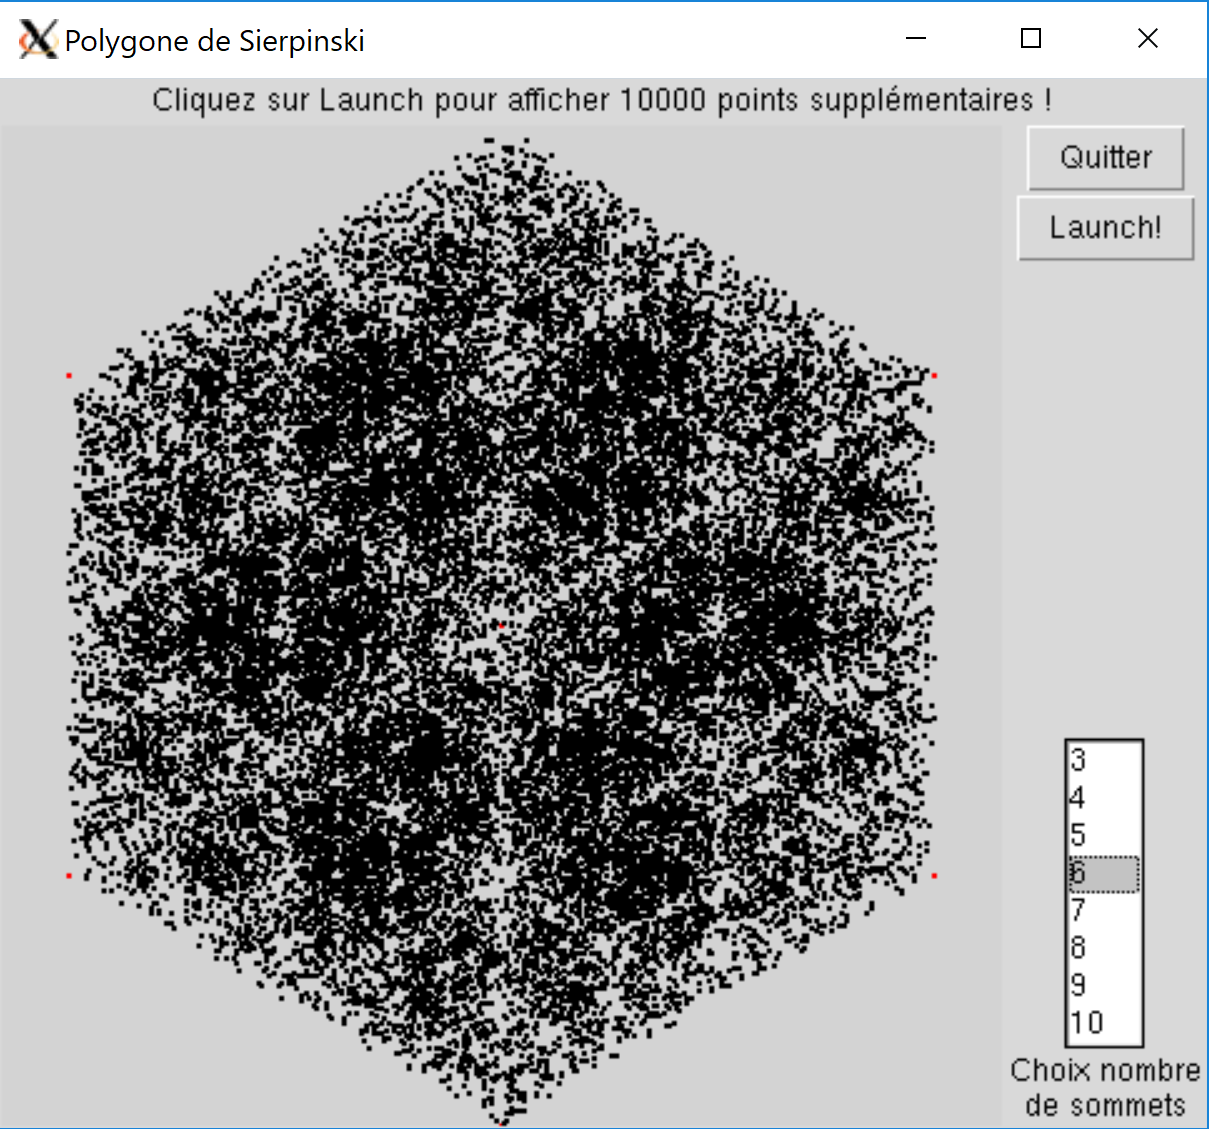 Polygone de Sierpinski
Cliquez sur Launch pour afficher 10000 points supplémentaires !
Quitter
Launch!
3
4
5
6
7
8
9
10
Choix nombre
de sommets